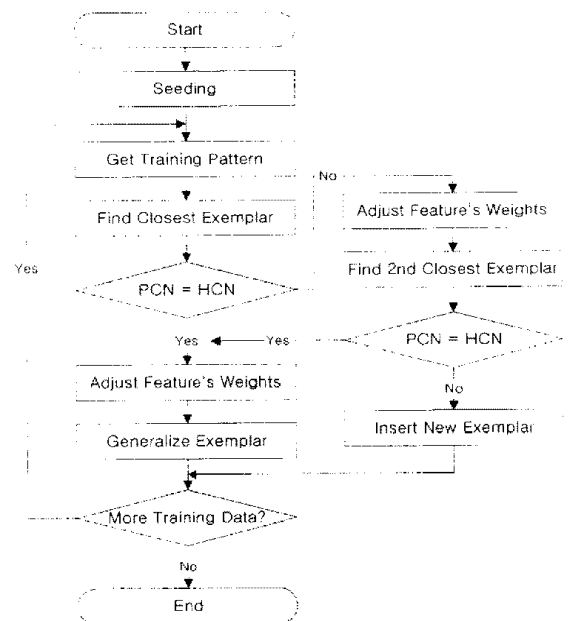 Start
Seeding
Get Training Pattern
No
Find Closest Exemplar
Adjust Feature's Weights
Yes
PCN = HCN
Find 2nd Closest Exemplar
Yes
Yes
PCN = HCN
Adjust Feature's Weights
No
Generalize Exemplar
Insert New Exemplar
More Training Data?
No
End